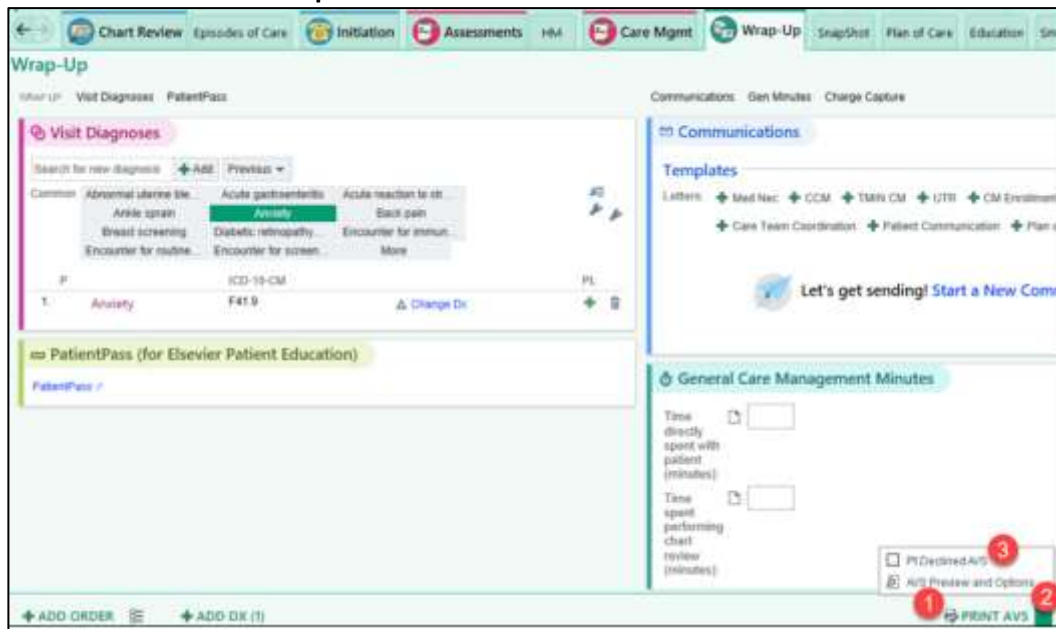 Chart Review Episodes of Care Initiation Assessments HM Care Mgmt Wrap-Up SnapShot Plan of Care Education
Wrap-Up
WRAP UP Visit Diagnoses PatientPass
Communications Gen Minutes Charge Capture
Visit Diagnoses
Search for new diagnosis Add Previous
Common Abnormal uterine ble... Acute gastroenteritis Acute reaction to str...
Ankle sprain Anxiety Back pain
Breast screening Diabetic retinopathy... Encounter for immun...
Encounter for routine... Encounter for screen... More
P ICD-10-CM PL
1. Anxiety F41.9 Change Dx
PatientPass (for Elsevier Patient Education)
PatientPass
Communications
Templates
Letters Med Nec CCM CM UTR CM Enrollment
Care Team Coordination Patient Communication Plan
Let's get sending! Start a New Com
General Care Management Minutes
Time
directly
spent with
patient
(minutes)
Time
spent
performing
chart
review
(minutes)
Pt Declined AVS 3
AVS Preview and Options
ADD ORDER ADD DX (1) 1 PRINT AVS 2